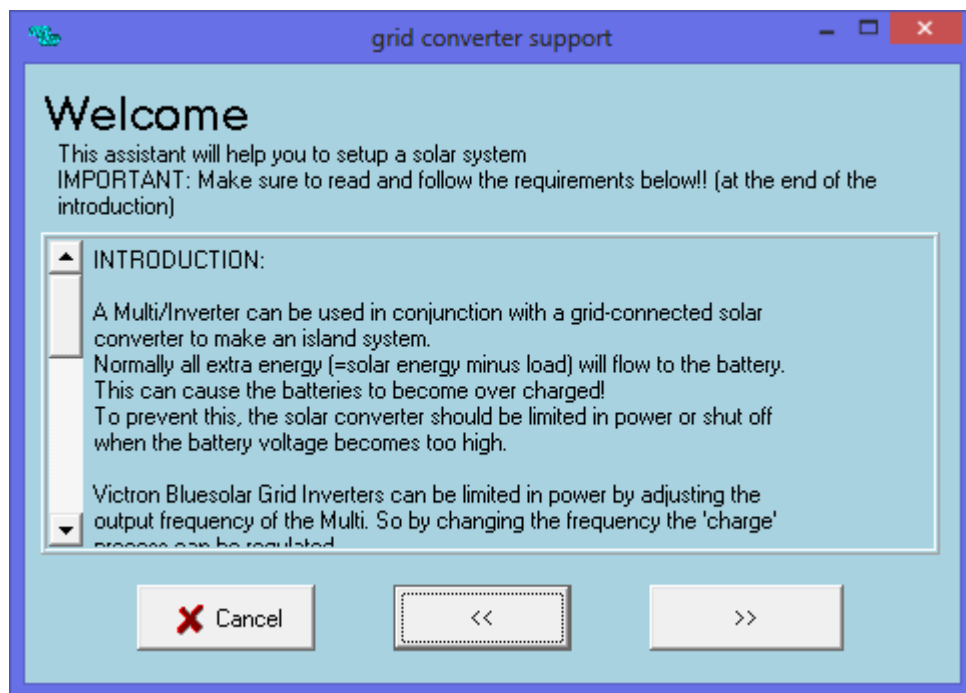 grid converter support
Welcome
This assistant will help you to setup a solar system
IMPORTANT: Make sure to read and follow the requirements below!! (at the end of the
introduction)
INTRODUCTION:
A Multi/Inverter can be used in conjunction with a grid-connected solar
converter to make an island system.
Normally all extra energy (=solar energy minus load) will flow to the battery.
This can cause the batteries to become over charged!
To prevent this, the solar converter should be limited in power or shut off
when the battery voltage becomes too high.
Victron Bluesolar Grid Inverters can be limited in power by adjusting the
output frequency of the Multi. So by changing the frequency the 'charge'
process can be regulated
Cancel
<<
>>